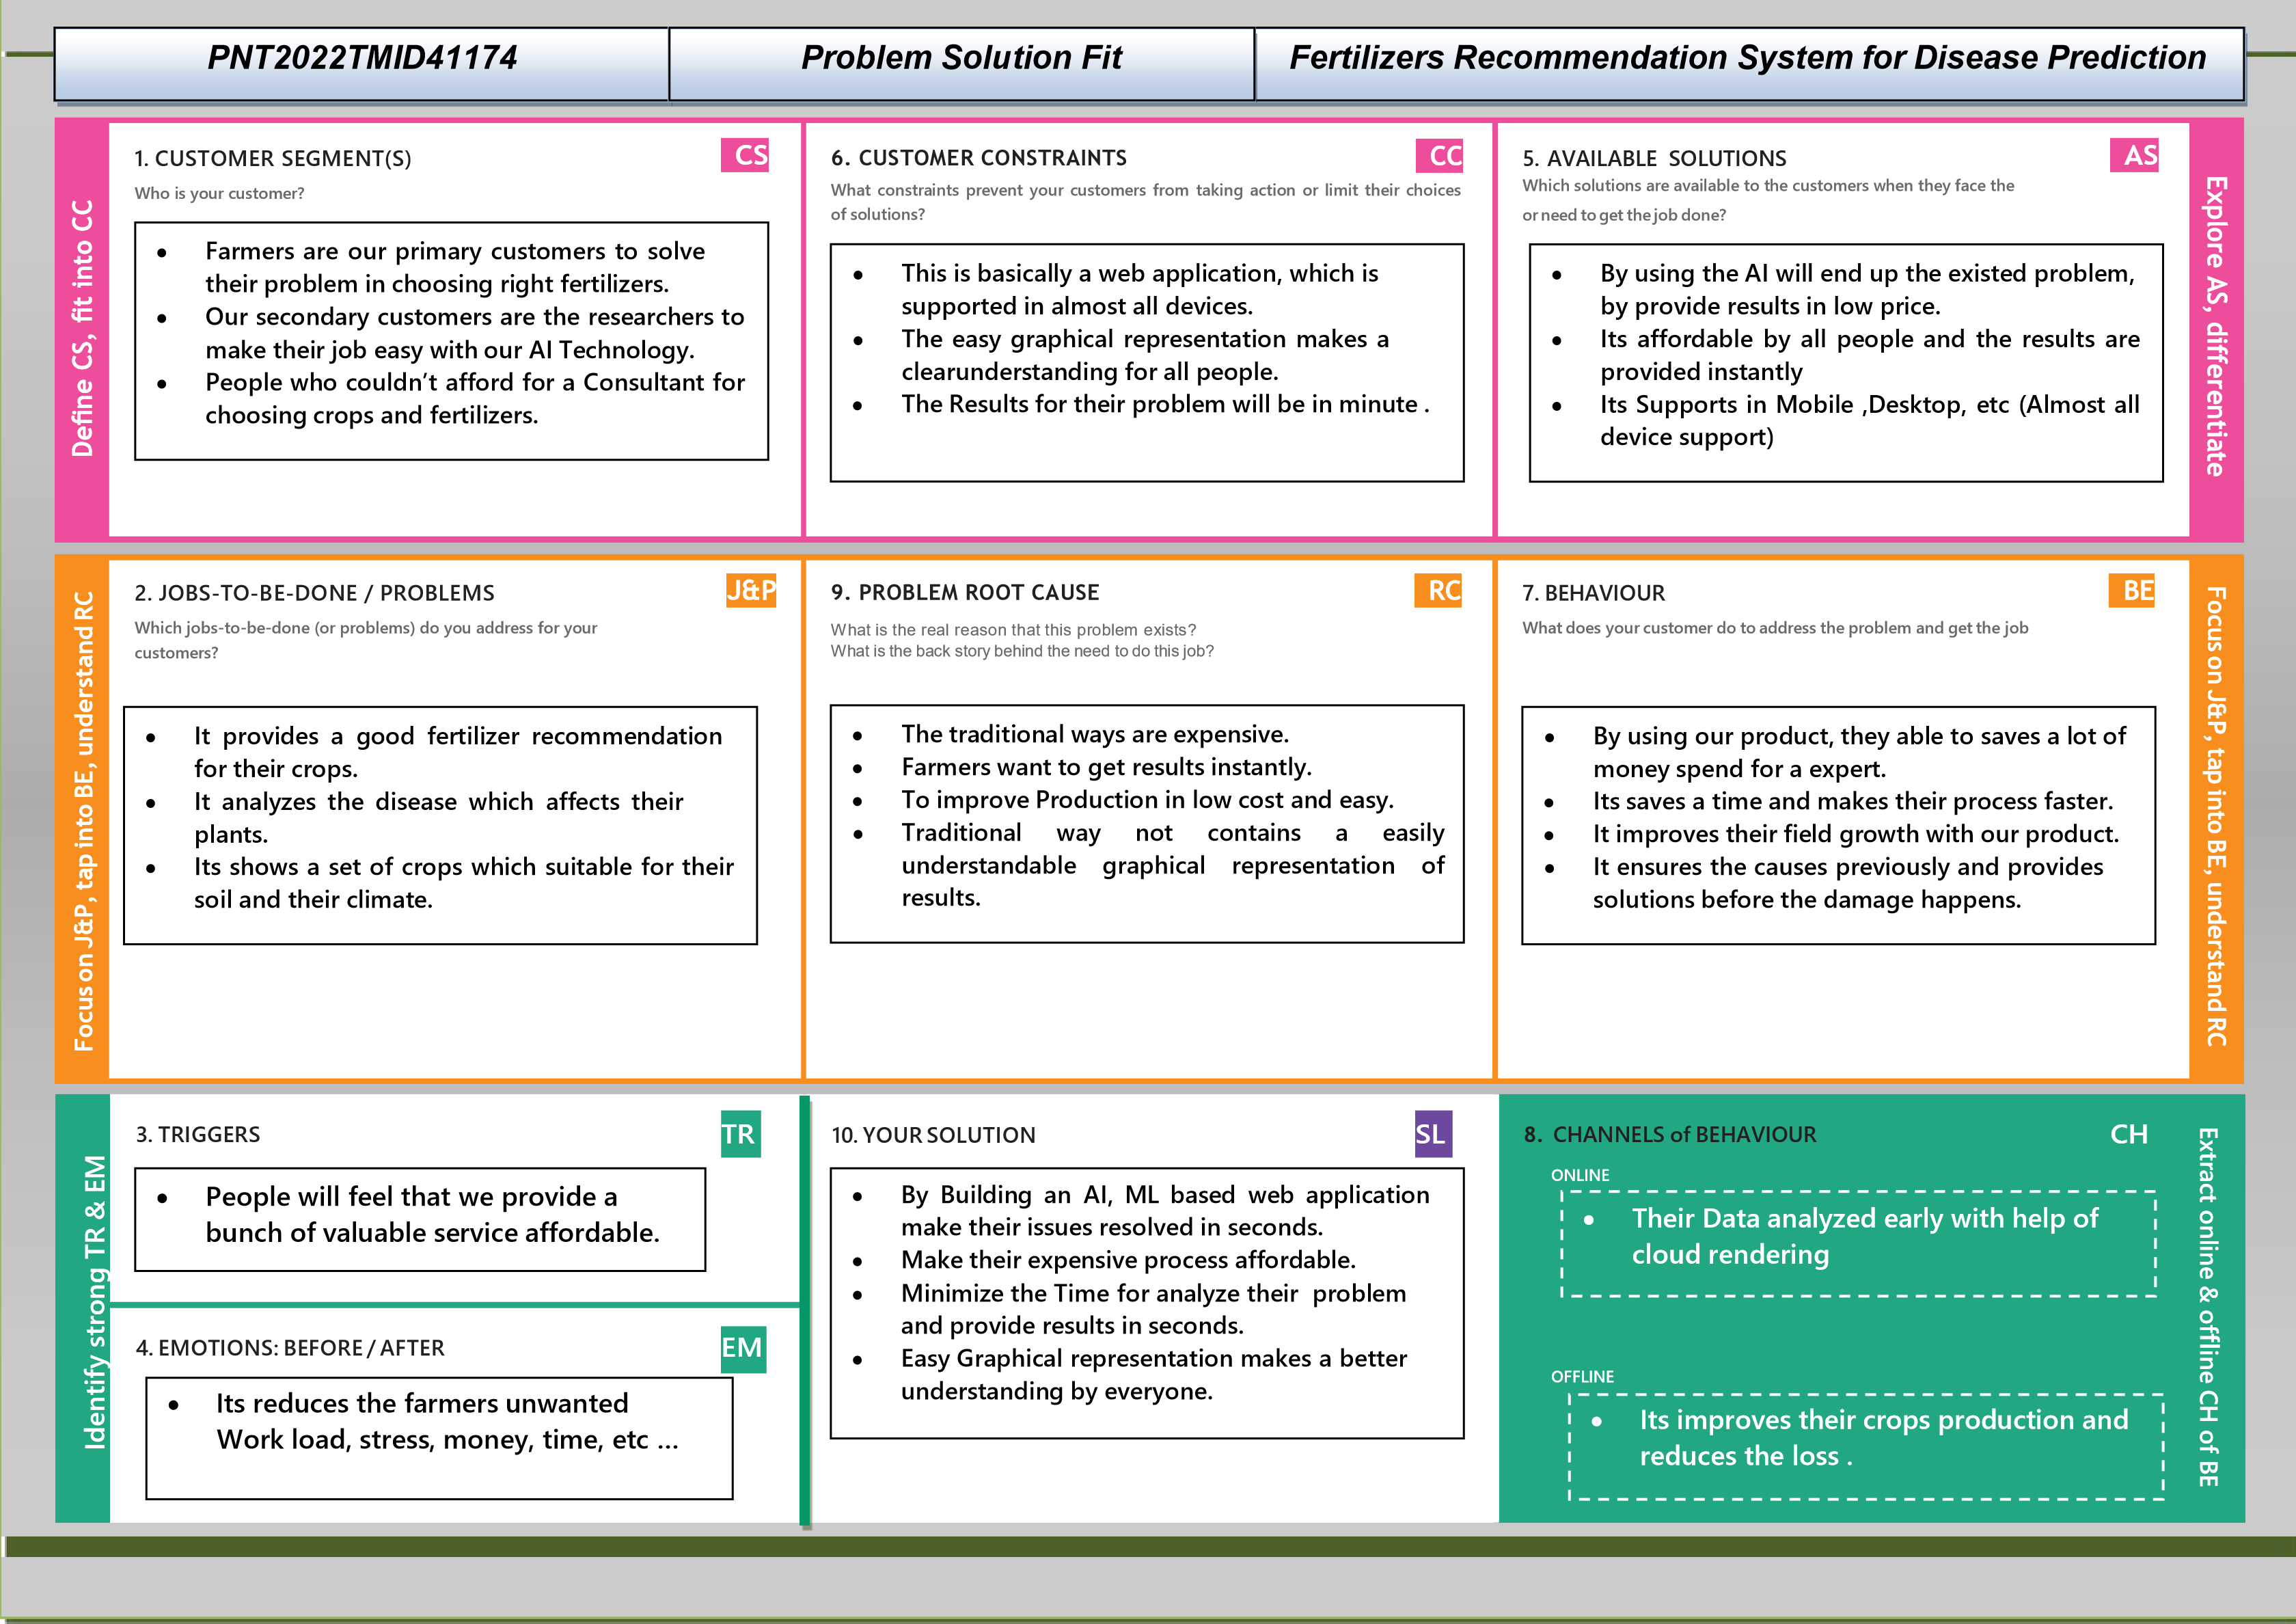 PNT2022TMID41174
Problem Solution Fit
Fertilizers Recommendation System for Disease Prediction
Define CS, fit into CC
1. CUSTOMER SEGMENT(S)
CS
Who is your customer?
• Farmers are our primary customers to solve
their problem in choosing right fertilizers.
• Our secondary customers are the researchers to
make their job easy with our AI Technology.
• People who couldn’t afford for a Consultant for
choosing crops and fertilizers.
6. CUSTOMER CONSTRAINTS
CC
What constraints prevent your customers from taking action or limit their choices
of solutions?
• This is basically a web application, which is
supported in almost all devices.
• The easy graphical representation makes a
clearunderstanding for all people.
• The Results for their problem will be in minute .
5. AVAILABLE SOLUTIONS
AS
Which solutions are available to the customers when they face the
or need to get the job done?
• By using the AI will end up the existed problem,
by provide results in low price.
• Its affordable by all people and the results are
provided instantly
• Its Supports in Mobile ,Desktop, etc (Almost all
device support)
Explore AS, differentiate
Focus on J&P, tap into BE, understand RC
2. JOBS-TO-BE-DONE / PROBLEMS
J&P
Which jobs-to-be-done (or problems) do you address for your
customers?
• It provides a good fertilizer recommendation
for their crops.
• It analyzes the disease which affects their
plants.
• Its shows a set of crops which suitable for their
soil and their climate.
9. PROBLEM ROOT CAUSE
RC
What is the real reason that this problem exists?
What is the back story behind the need to do this job?
• The traditional ways are expensive.
• Farmers want to get results instantly.
• To improve Production in low cost and easy.
• Traditional way not contains a easily
understandable graphical representation of
results.
7. BEHAVIOUR
BE
What does your customer do to address the problem and get the job
• By using our product, they able to saves a lot of
money spend for a expert.
• Its saves a time and makes their process faster.
• It improves their field growth with our product.
• It ensures the causes previously and provides
solutions before the damage happens.
Focus on J&P, tap into BE, understand RC
Identify strong TR & EM
3. TRIGGERS
TR
• People will feel that we provide a
bunch of valuable service affordable.
4. EMOTIONS: BEFORE / AFTER
EM
• Its reduces the farmers unwanted
Work load, stress, money, time, etc ...
10. YOUR SOLUTION
SL
• By Building an AI, ML based web application
make their issues resolved in seconds.
• Make their expensive process affordable.
• Minimize the Time for analyze their problem
and provide results in seconds.
• Easy Graphical representation makes a better
understanding by everyone.
8. CHANNELS of BEHAVIOUR
CH
ONLINE
• Their Data analyzed early with help of
cloud rendering
OFFLINE
• Its improves their crops production and
reduces the loss .
Extract online & offline CH of BE